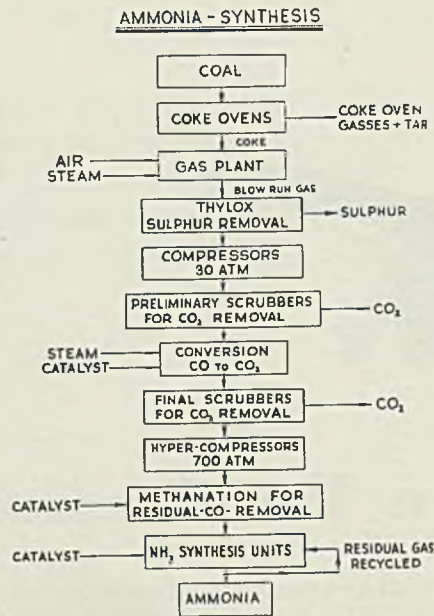 AMMONIA - SYNTHESIS
COAL
COKE OVENS
COKE OVEN
GASSES + TAR
COKE
AIR
STEAM
GAS PLANT
BLOW RUN GAS
THYLOX
SULPHUR REMOVAL
SULPHUR
COMPRESSORS
30 ATM
PRELIMINARY SCRUBBERS
FOR CO₂ REMOVAL
CO₂
STEAM
CATALYST
CONVERSION
CO TO CO₂
FINAL SCRUBBERS
FOR CO₂ REMOVAL
CO₂
HYPER-COMPRESSORS
700 ATM
CATALYST
METHANATION FOR
RESIDUAL-CO-REMOVAL
CATALYST
NH₃ SYNTHESIS UNITS
RESIDUAL GAS
RECYCLED
AMMONIA